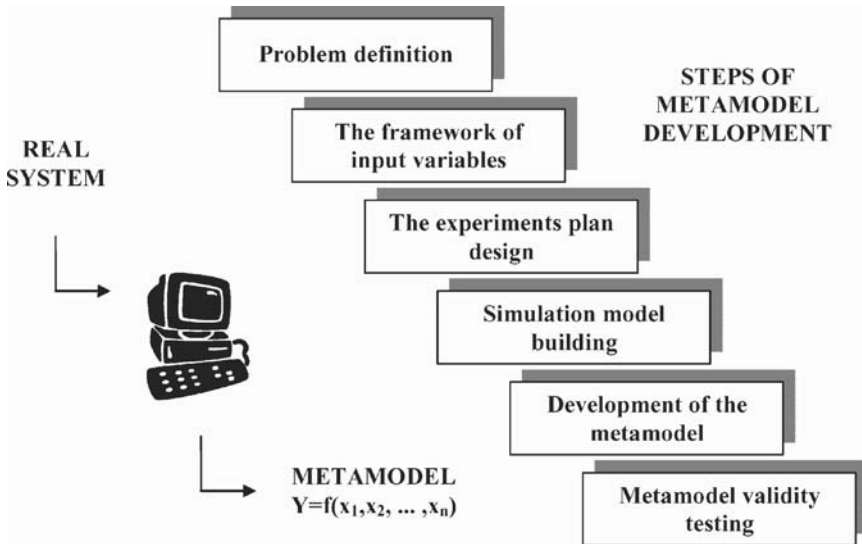 Problem definition
STEPS OF
METAMODEL
DEVELOPMENT
The framework of
input variables
REAL
SYSTEM
The experiments plan
design
Simulation model
building
Development of the
metamodel
METAMODEL
Y=f(x₁,x₂, ... ,xₙ)
Metamodel validity
testing